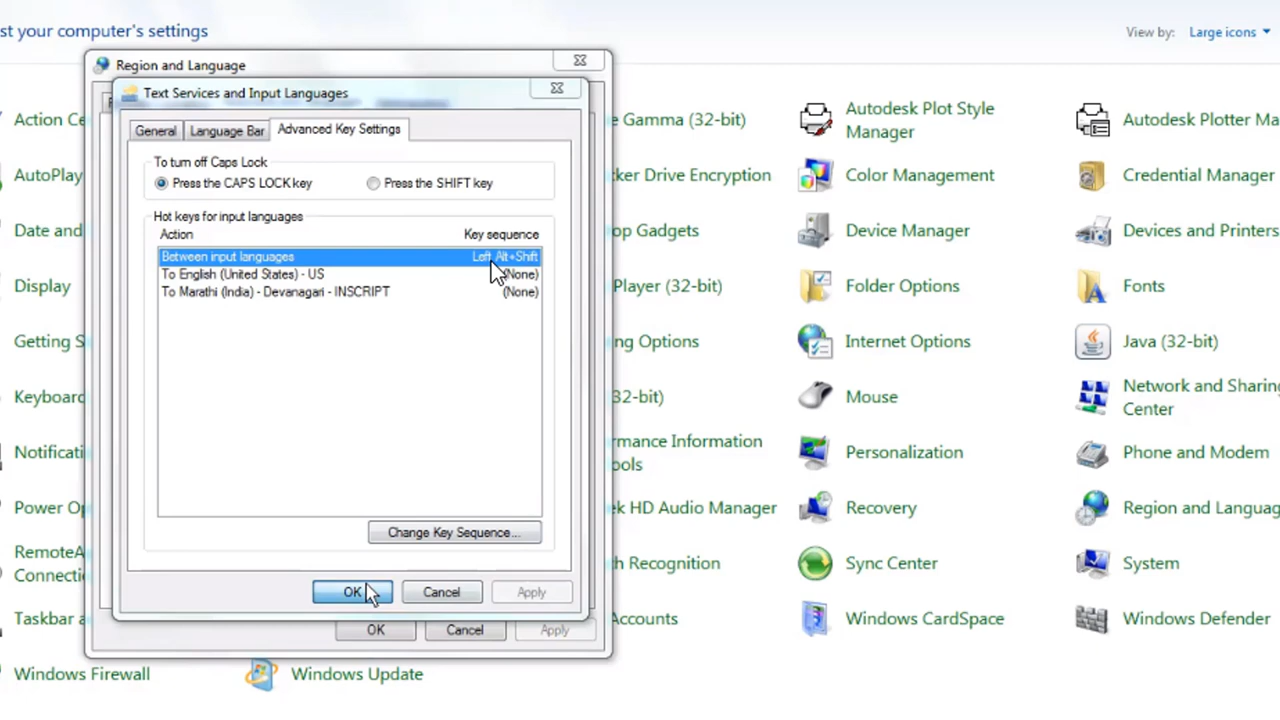 st your computer's settings
View by: Large icons
Region and Language
Text Services and Input Languages
General Language Bar Advanced Key Settings
To turn off Caps Lock
Press the CAPS LOCK key Press the SHIFT key
Hot keys for input languages
Action Key sequence
Between input languages Left Alt+Shift
To English (United States) - US (None)
To Marathi (India) - Devanagari - INSCRIPT (None)
Change Key Sequence...
OK Cancel Apply
OK Cancel Apply
Action Ce
AutoPlay
Date and
Display
Getting S
Keyboard
Notificati
Power Op
RemoteA
Connectio
Taskbar a
Windows Firewall
Windows Update
e Gamma (32-bit)
ker Drive Encryption
op Gadgets
Player (32-bit)
ng Options
32-bit)
rmance Information
ools
ek HD Audio Manager
h Recognition
Accounts
Autodesk Plot Style
Manager
Color Management
Device Manager
Folder Options
Internet Options
Mouse
Personalization
Recovery
Sync Center
Windows CardSpace
Autodesk Plotter Ma
Credential Manager
Devices and Printers
Fonts
Java (32-bit)
Network and Sharing
Center
Phone and Modem
Region and Languag
System
Windows Defender